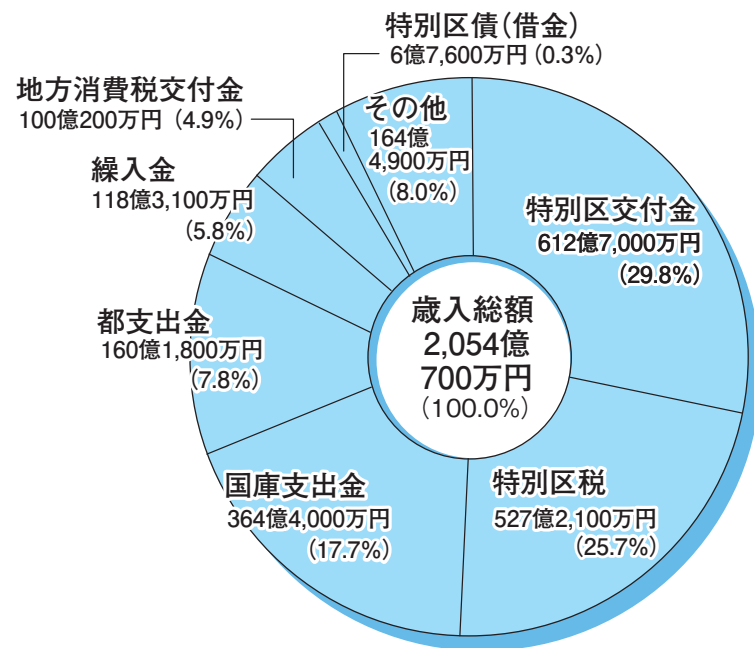 特別区債（借金）
6億7,600万円（0.3%）
地方消費税交付金
100億200万円（4.9%）
その他
164億
4,900万円
（8.0%）
繰入金
118億3,100万円
（5.8%）
特別区交付金
612億7,000万円
（29.8%）
歳入総額
2,054億
700万円
（100.0%）
都支出金
160億1,800万円
（7.8%）
国庫支出金
364億4,000万円
（17.7%）
特別区税
527億2,100万円
（25.7%）